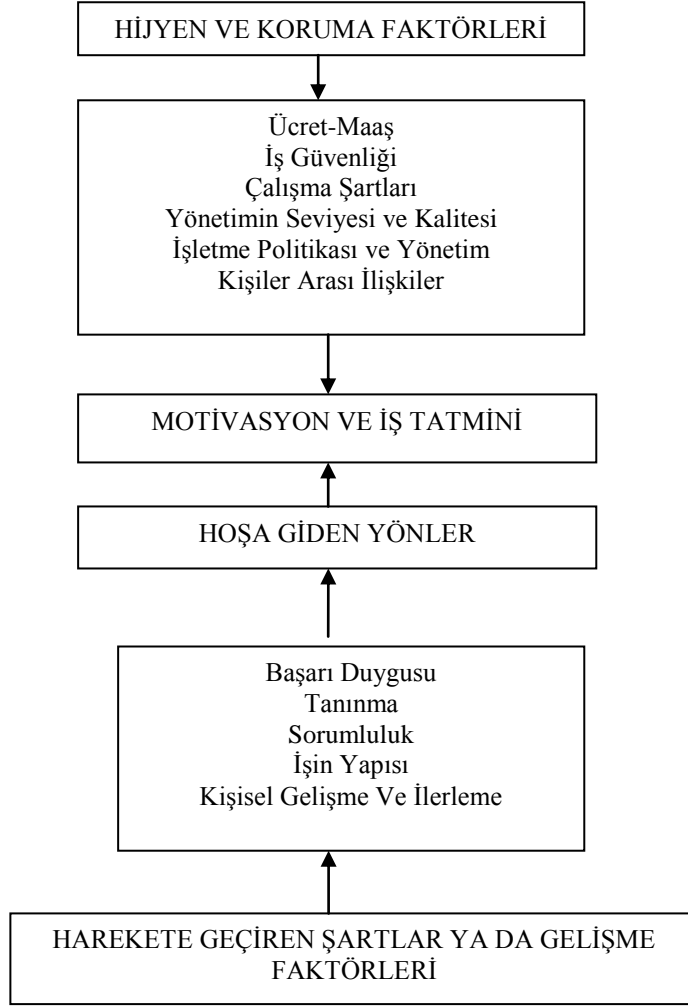 HİJYEN VE KORUMA FAKTÖRLERİ
Ücret-Maaş
İş Güvenliği
Çalışma Şartları
Yönetimin Seviyesi ve Kalitesi
İşletme Politikası ve Yönetim
Kişiler Arası İlişkiler
MOTİVASYON VE İŞ TATMİNİ
HOŞA GİDEN YÖNLER
Başarı Duygusu
Tanınma
Sorumluluk
İşin Yapısı
Kişisel Gelişme Ve İlerleme
HAREKETE GEÇİREN ŞARTLAR YA DA GELİŞME
FAKTÖRLERİ